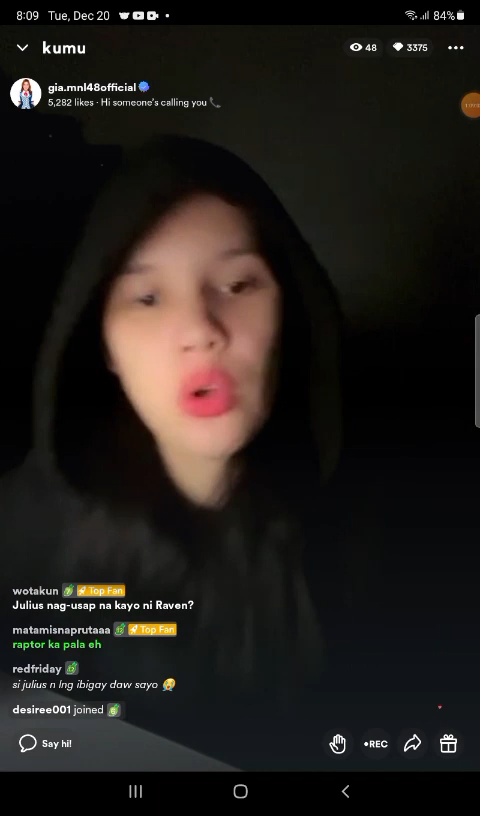 8:09 Tue, Dec 20
84%
kumu
48
3375
gia.mnl48official
5,282 likes · Hi someone's calling you 📞
wotakun Top Fan
Julius nag-usap na kayo ni Raven?
matamisnaprutaaa Top Fan
raptor ka pala eh
redfriday
si julius n lng ibigay daw sayo 😭
desiree001 joined
Say hi!
•REC